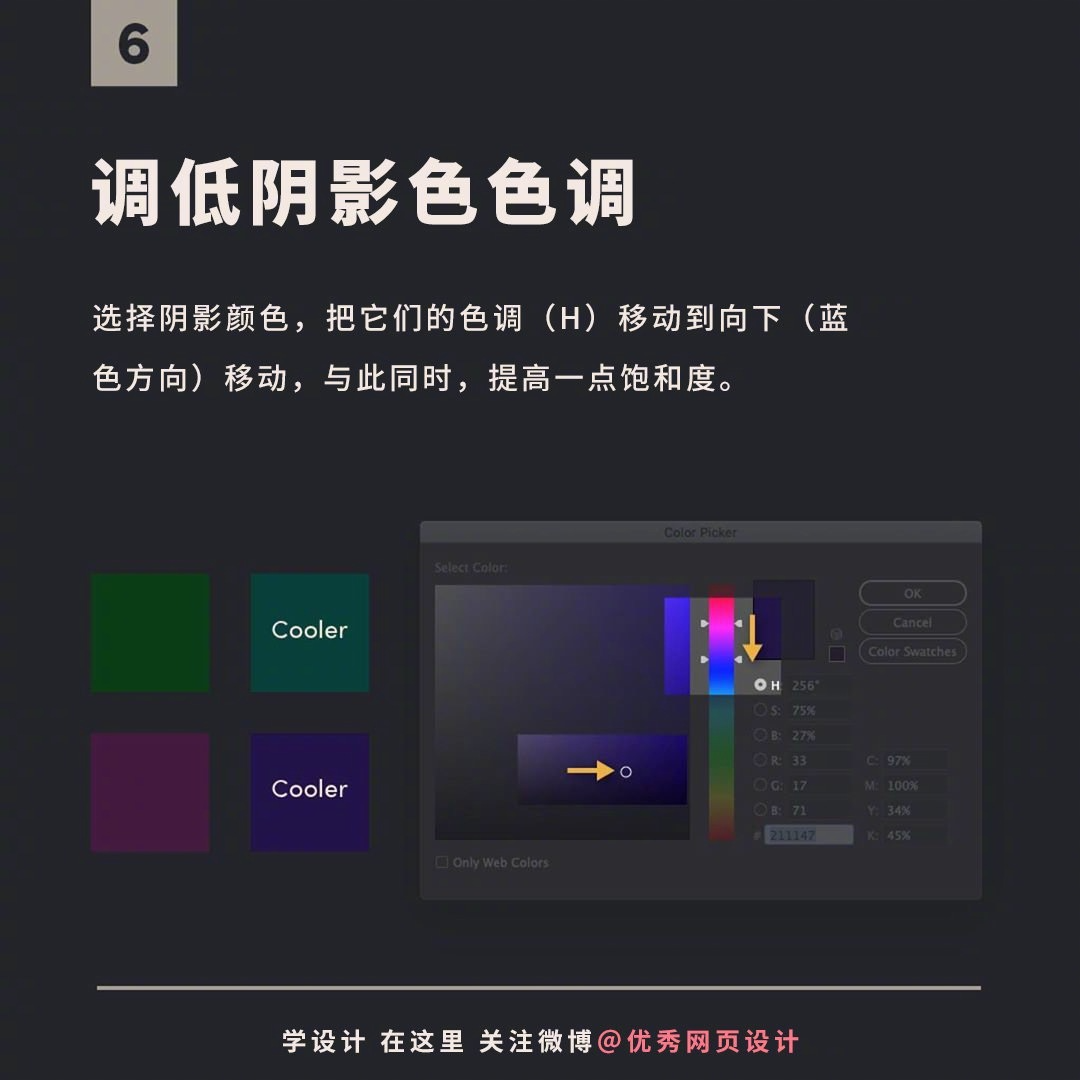 6
调低阴影色色调
选择阴影颜色，把它们的色调（H）移动到向下（蓝
色方向）移动，与此同时，提高一点饱和度。
Cooler
Cooler
Color Picker
Select Color:
OK
Cancel
Color Swatches
H: 256°
S: 75%
B: 27%
R: 33
G: 17
B: 71
# 211147
C: 97%
M: 100%
Y: 34%
K: 45%
Only Web Colors
学设计 在这里 关注微博@优秀网页设计